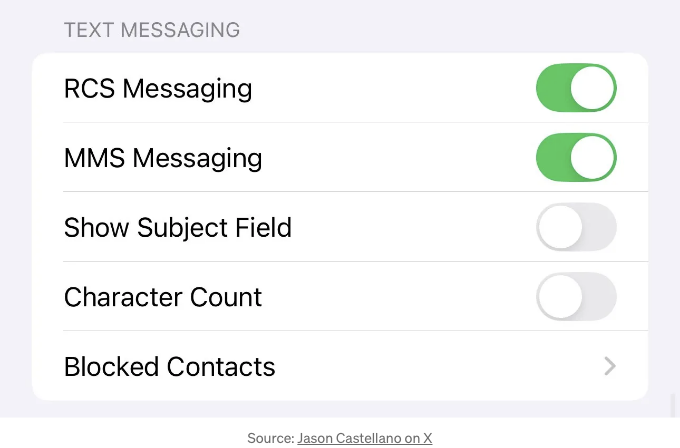 TEXT MESSAGING
RCS Messaging
MMS Messaging
Show Subject Field
Character Count
Blocked Contacts
Source: Jason Castellano on X